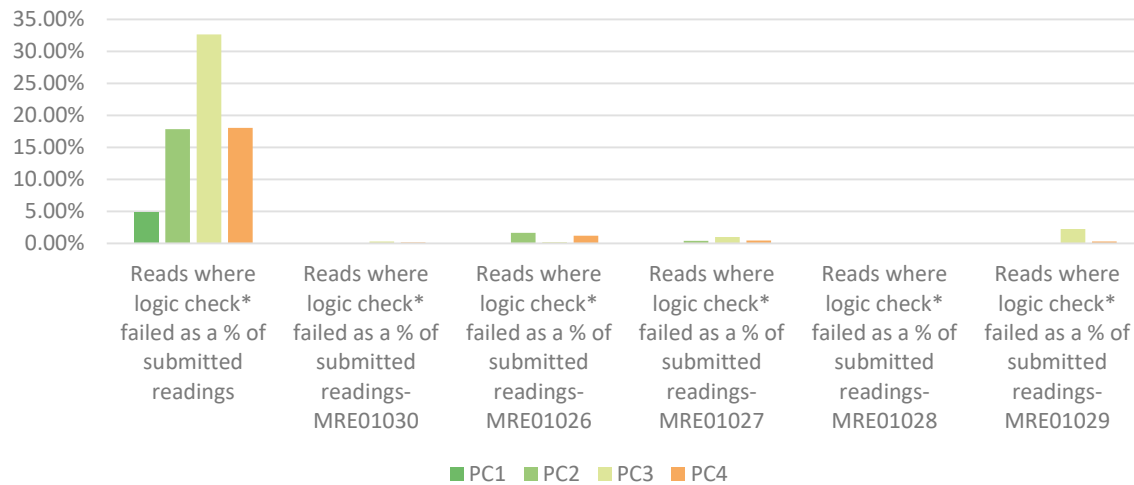 35.00%
30.00%
25.00%
20.00%
15.00%
10.00%
5.00%
0.00%
Reads where
logic check*
failed as a % of
submitted
readings
Reads where
logic check*
failed as a % of
submitted
readings-
MRE01030
Reads where
logic check*
failed as a % of
submitted
readings-
MRE01026
Reads where
logic check*
failed as a % of
submitted
readings-
MRE01027
Reads where
logic check*
failed as a % of
submitted
readings-
MRE01028
Reads where
logic check*
failed as a % of
submitted
readings-
MRE01029
PC1 PC2 PC3 PC4